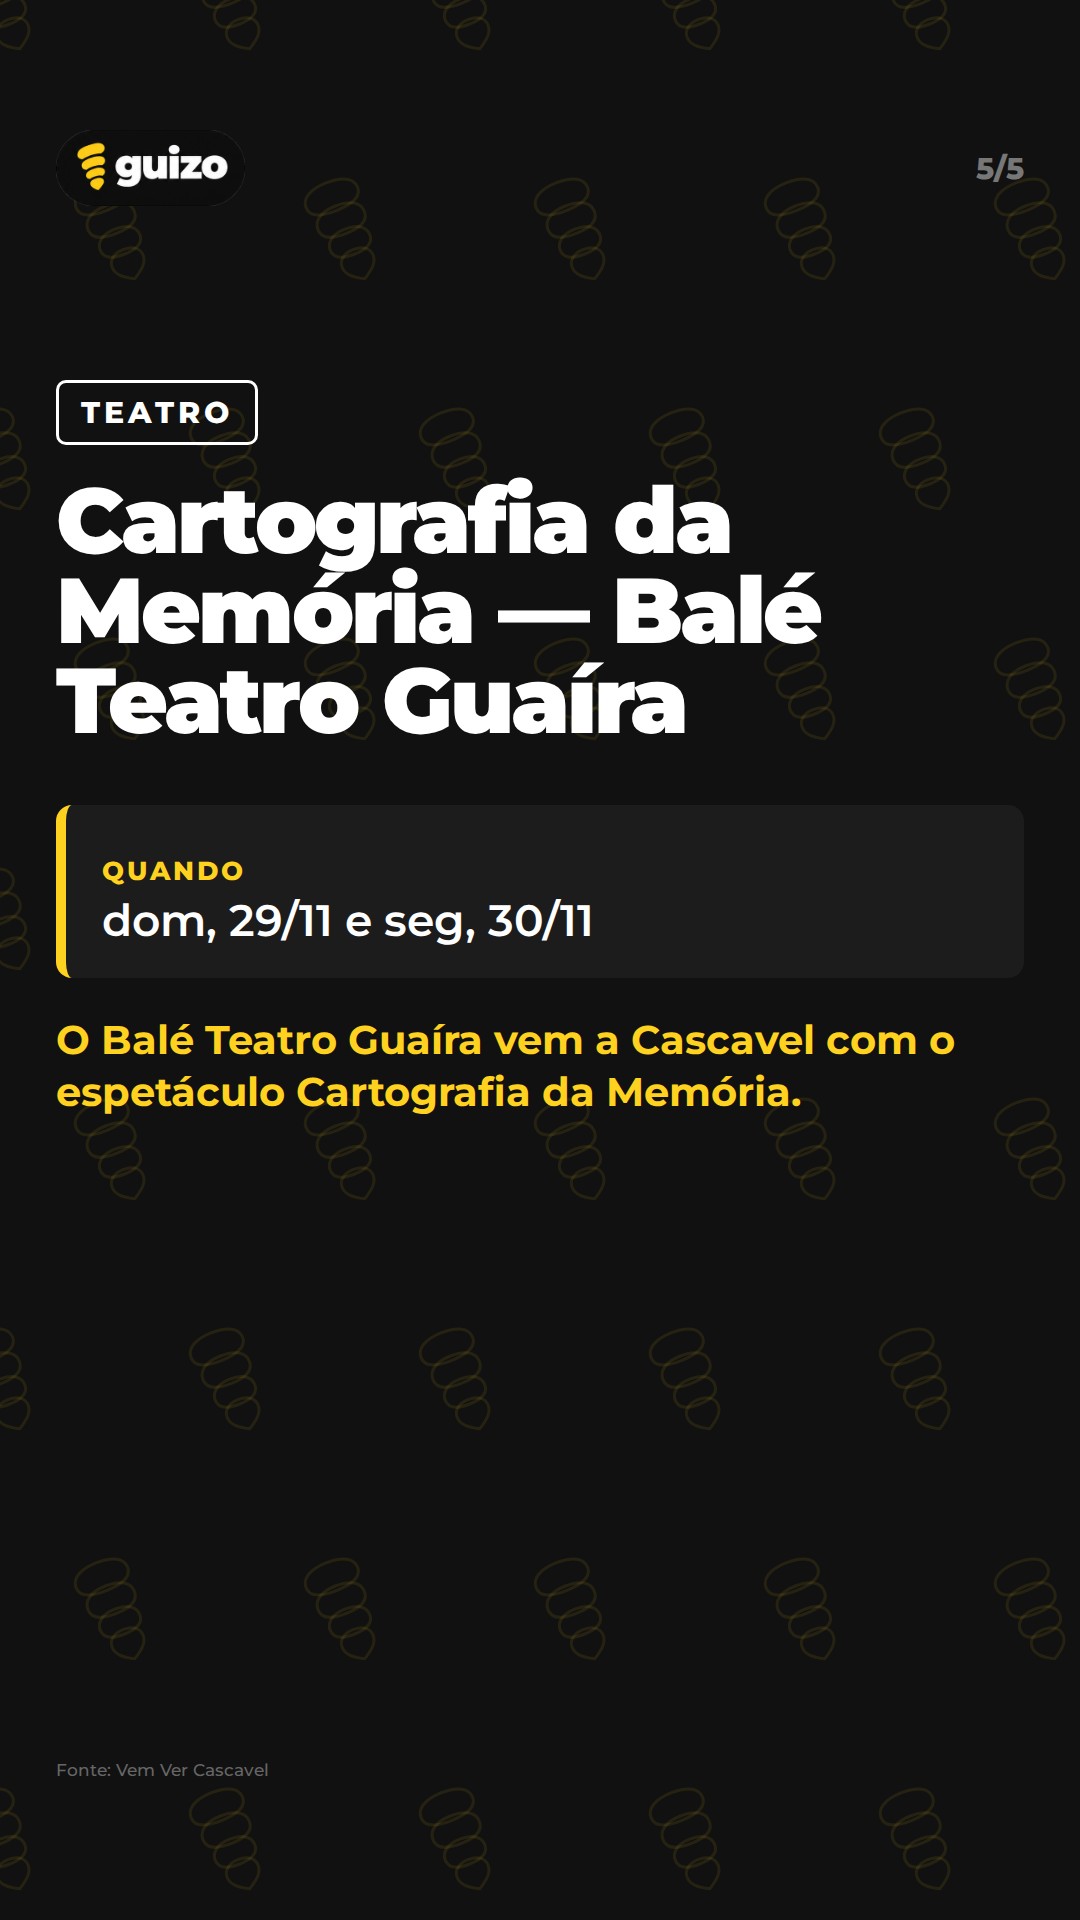 guizo
5/5
TEATRO
Cartografia da
Memória — Balé
Teatro Guaíra
QUANDO
dom, 29/11 e seg, 30/11
O Balé Teatro Guaíra vem a Cascavel com o
espetáculo Cartografia da Memória.
Fonte: Vem Ver Cascavel